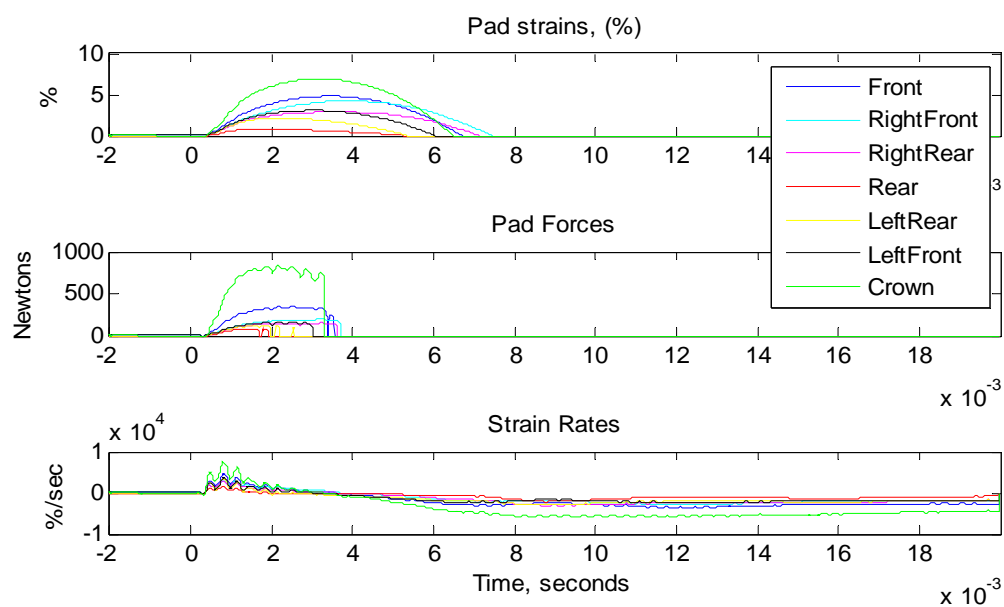 Pad strains, (%)
10
5
0
%
-2 0 2 4 6 8 10 12 14 16 18
3
Front
RightFront
RightRear
Rear
LeftRear
LeftFront
Crown
Pad Forces
1000
500
0
Newtons
-2 0 2 4 6 8 10 12 14 16 18
x 10-3
Strain Rates
x 10^4
1
0
-1
%/sec
-2 0 2 4 6 8 10 12 14 16 18
Time, seconds
x 10-3